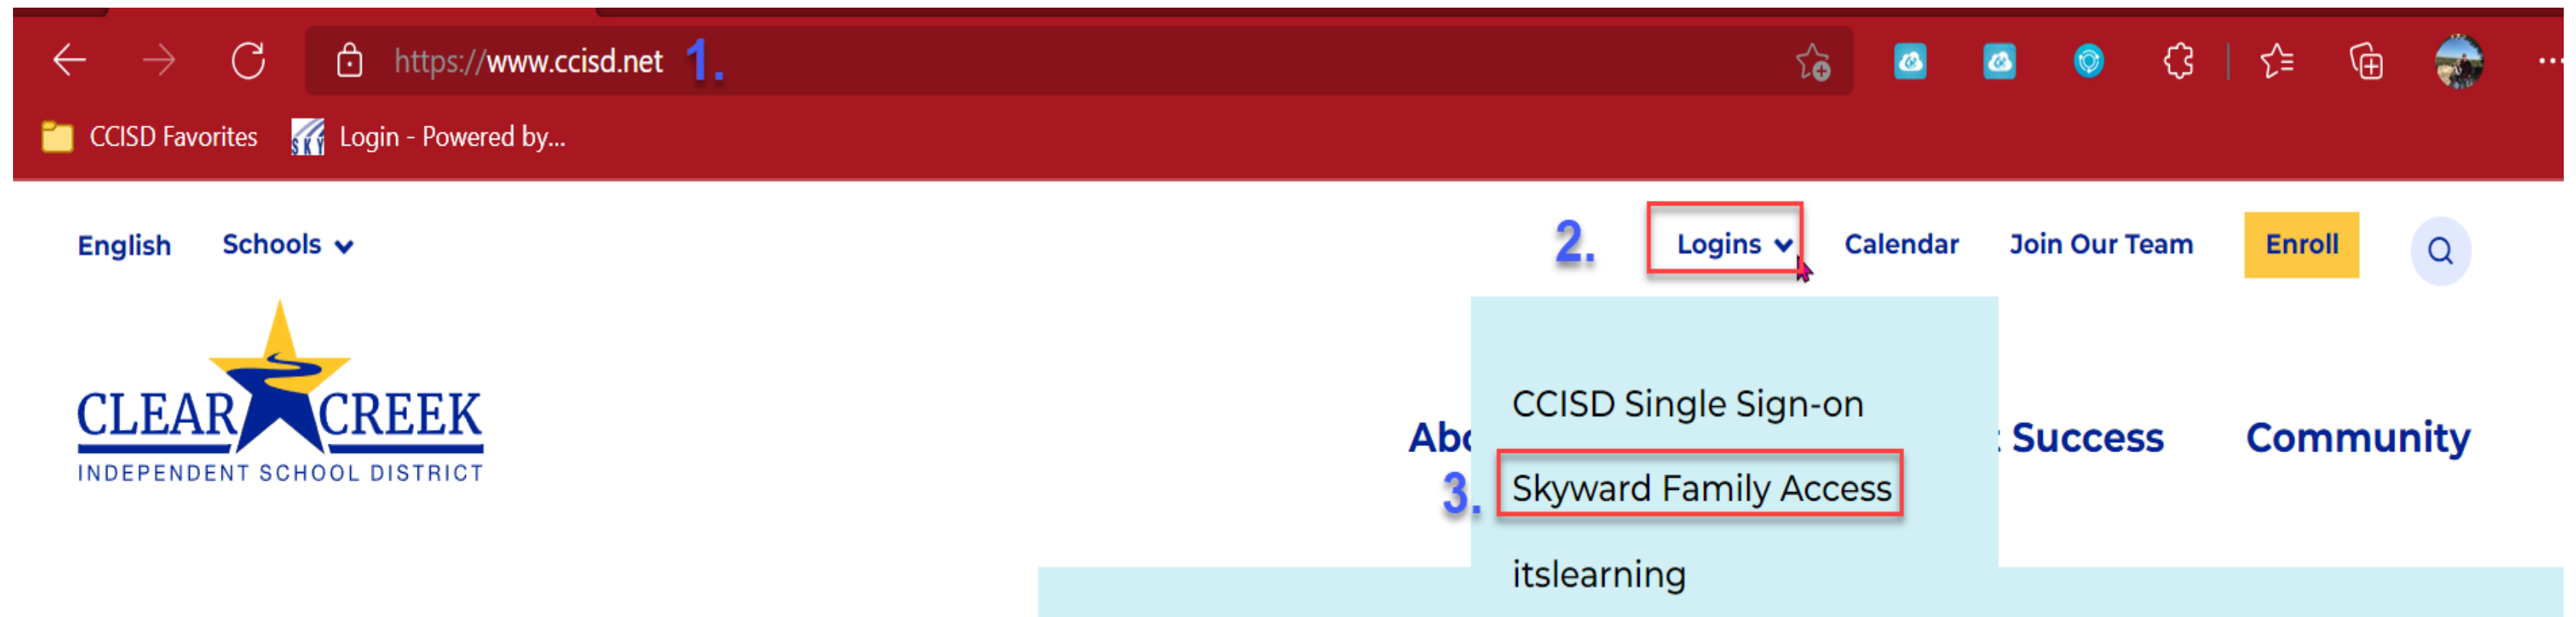 https://www.ccisd.net 1.
CCISD Favorites SKY Login - Powered by...
English Schools 2. Logins Calendar Join Our Team Enroll
CLEAR CREEK
INDEPENDENT SCHOOL DISTRICT
CCISD Single Sign-on
Success Community
3. Skyward Family Access
itslearning